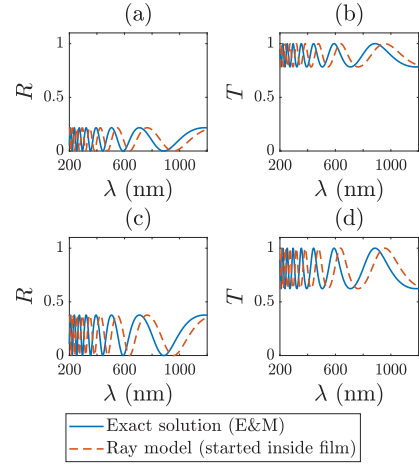 (a) (b)
R
1
0.5
0
200 600 1000
λ (nm)
T
1
0.5
0
200 600 1000
λ (nm)
(c) (d)
R
1
0.5
0
200 600 1000
λ (nm)
T
1
0.5
0
200 600 1000
λ (nm)
Exact solution (E&M)
Ray model (started inside film)